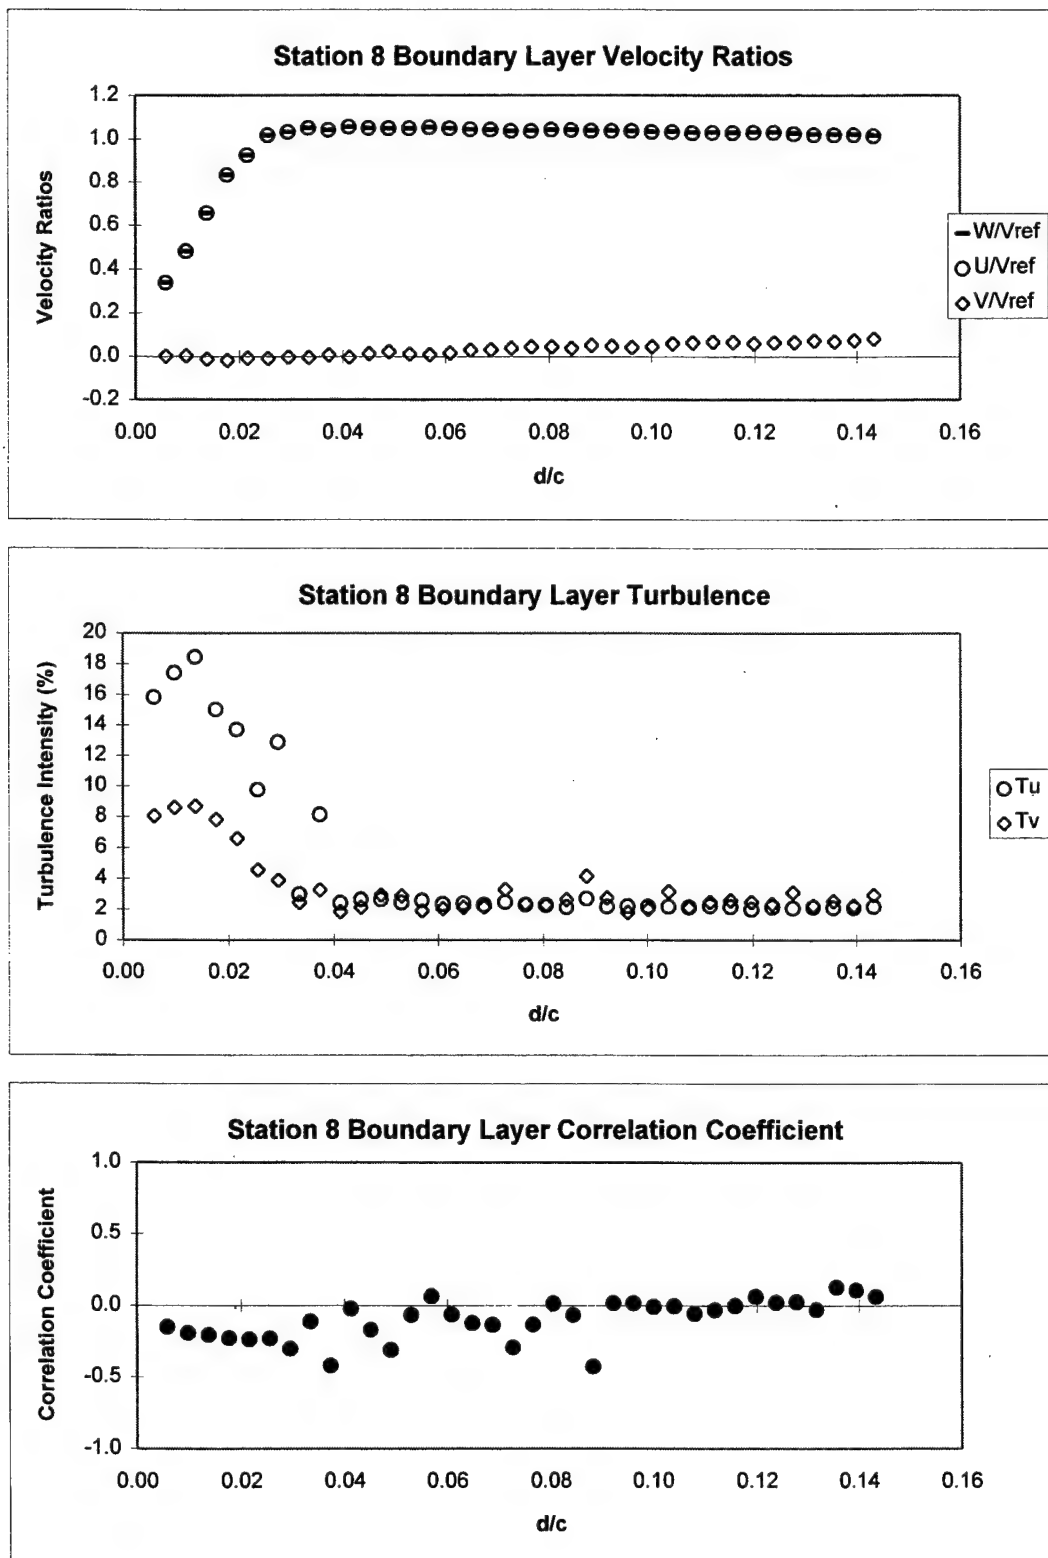 Station 8 Boundary Layer Velocity Ratios
1.2
1.0
0.8
0.6
0.4
0.2
0.0
-0.2
Velocity Ratios
0.00 0.02 0.04 0.06 0.08 0.10 0.12 0.14 0.16
d/c
W/Vref
U/Vref
V/Vref
Station 8 Boundary Layer Turbulence
20
18
16
14
12
10
8
6
4
2
0
Turbulence Intensity (%)
0.00 0.02 0.04 0.06 0.08 0.10 0.12 0.14 0.16
d/c
Tu
Tv
Station 8 Boundary Layer Correlation Coefficient
1.0
0.5
0.0
-0.5
-1.0
Correlation Coefficient
0.00 0.02 0.04 0.06 0.08 0.10 0.12 0.14 0.16
d/c